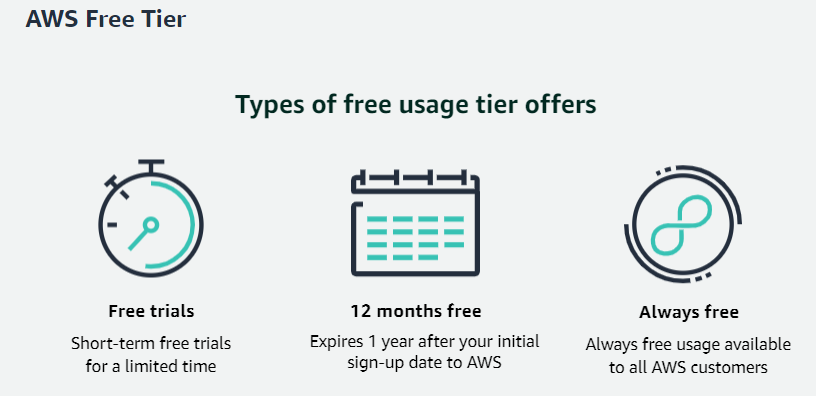 AWS Free Tier
Types of free usage tier offers
Free trials
Short-term free trials
for a limited time
12 months free
Expires 1 year after your initial
sign-up date to AWS
Always free
Always free usage available
to all AWS customers